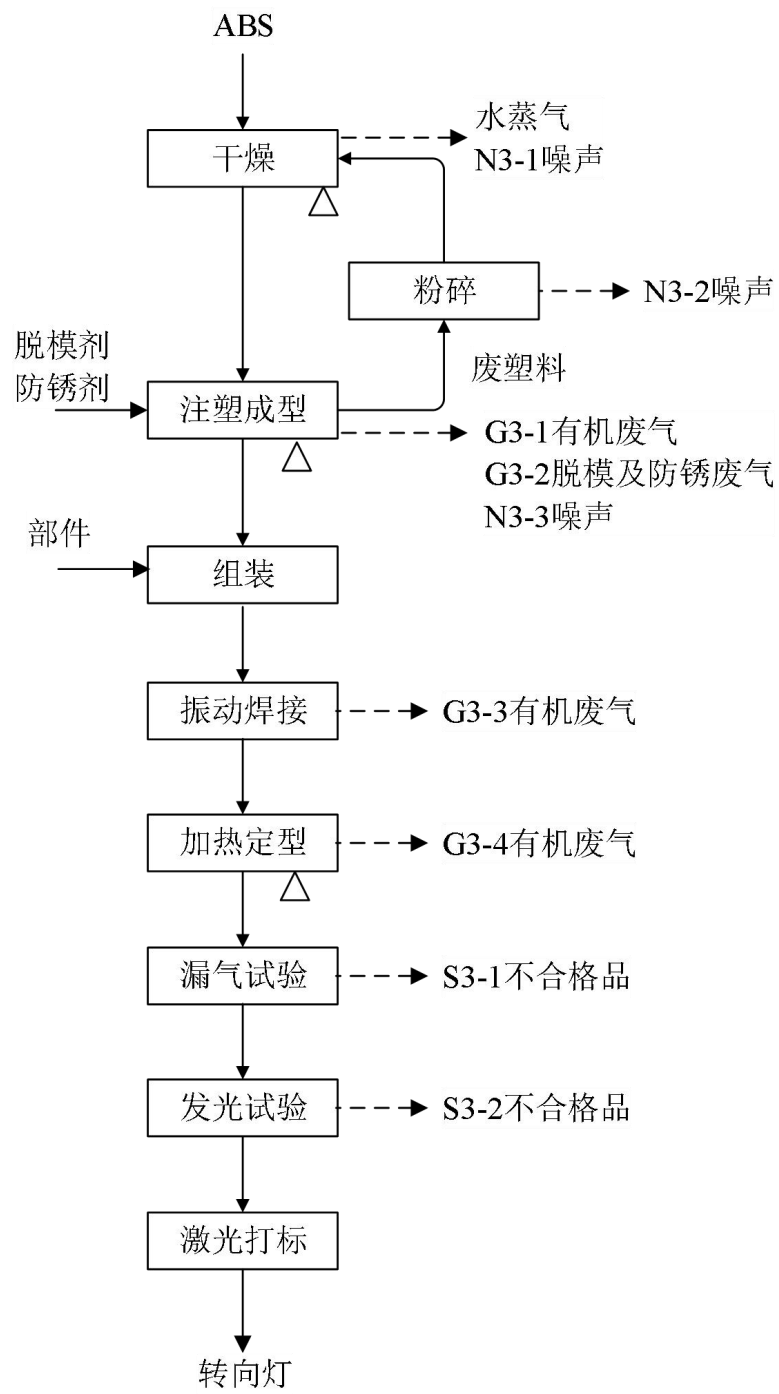 ABS
干燥
水蒸气
N3-1噪声
粉碎
N3-2噪声
脱模剂
防锈剂
废塑料
注塑成型
G3-1有机废气
G3-2脱模及防锈废气
N3-3噪声
部件
组装
振动焊接
G3-3有机废气
加热定型
G3-4有机废气
漏气试验
S3-1不合格品
发光试验
S3-2不合格品
激光打标
转向灯